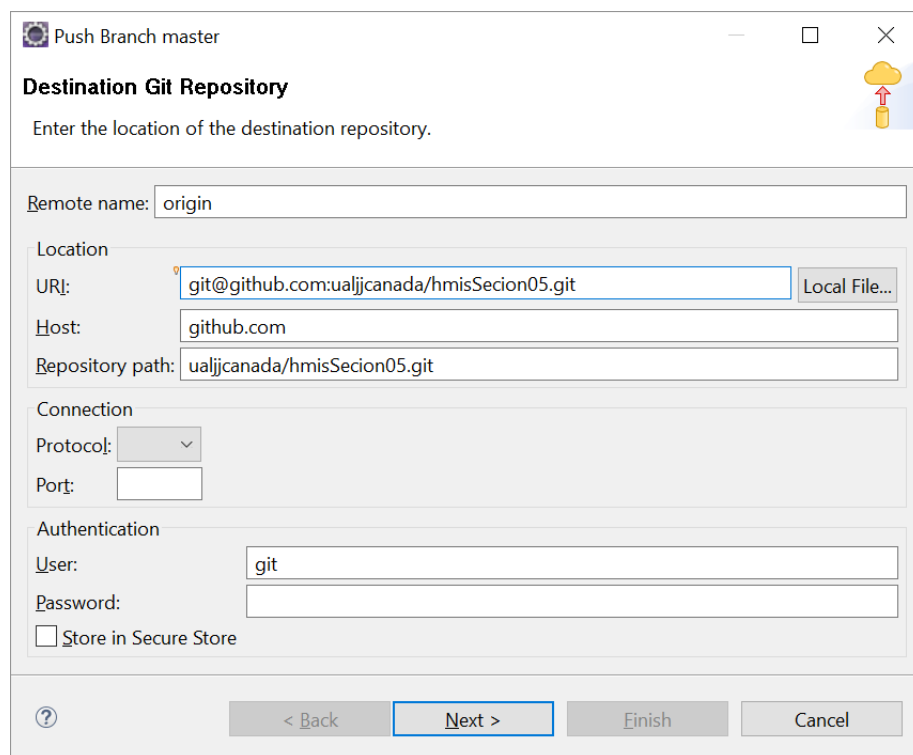 Push Branch master
Destination Git Repository
Enter the location of the destination repository.
Remote name: origin
Location
URI: git@github.com:ualjjcanada/hmisSecion05.git Local File...
Host: github.com
Repository path: ualjjcanada/hmisSecion05.git
Connection
Protocol:
Port:
Authentication
User: git
Password:
Store in Secure Store
? < Back Next > Finish Cancel